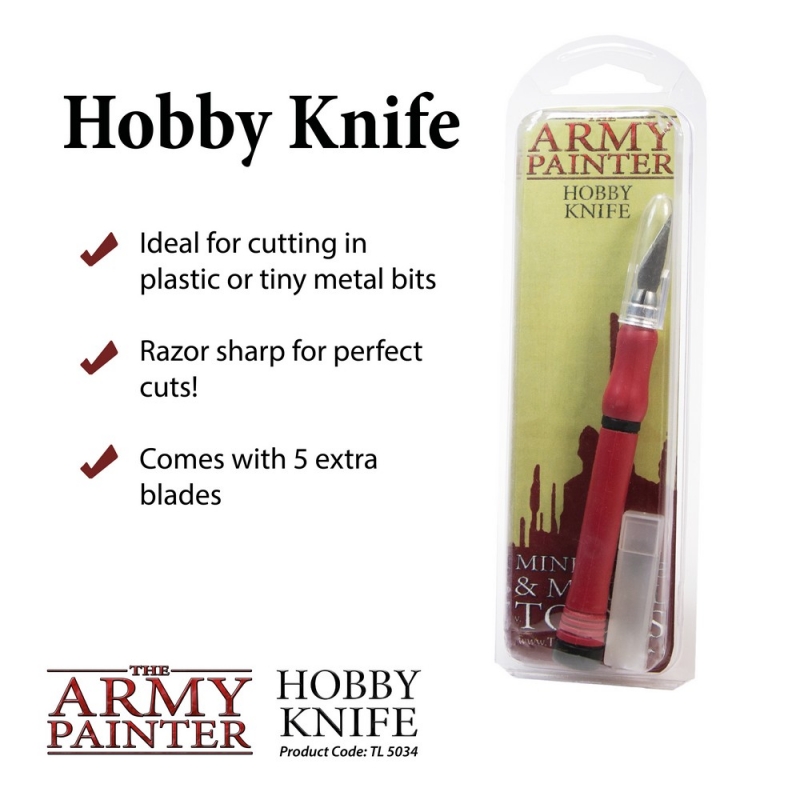 Hobby Knife
Ideal for cutting in
plastic or tiny metal bits
Razor sharp for perfect
cuts!
Comes with 5 extra
blades
THE
ARMY
PAINTER
HOBBY
KNIFE
Product Code: TL 5034
THE
ARMY
PAINTER
HOBBY
KNIFE
&